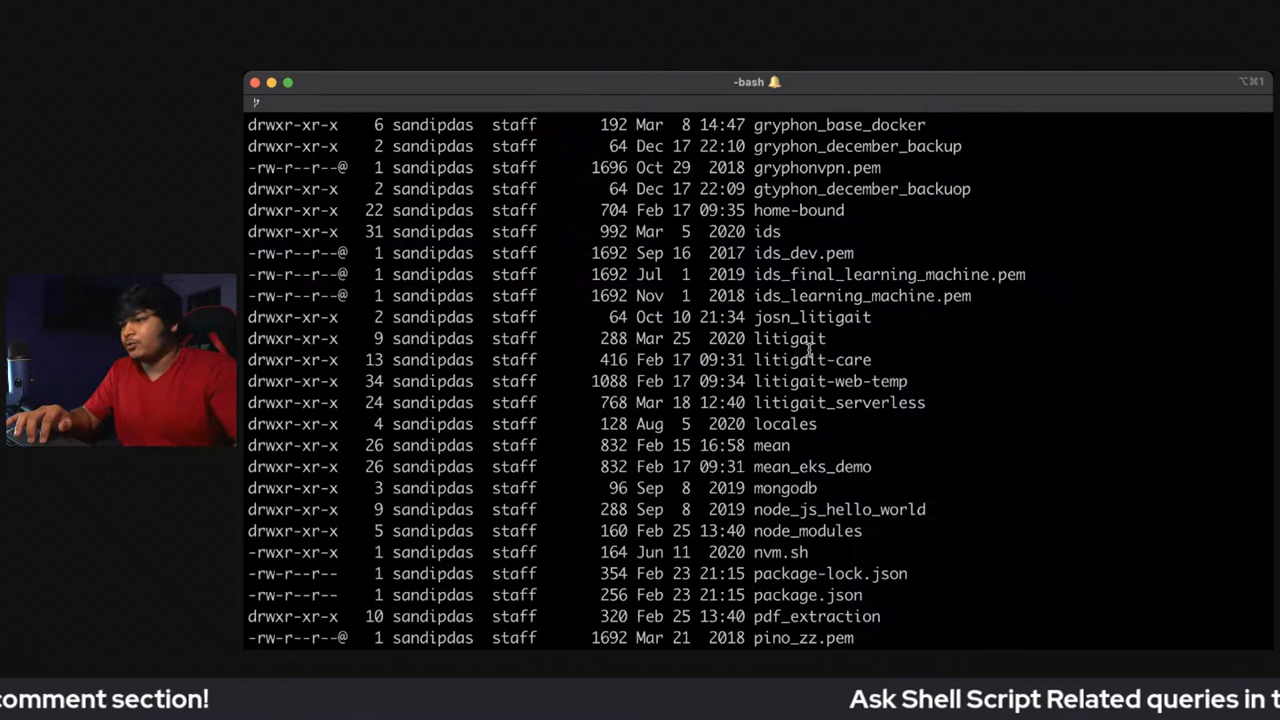 -bash 🔔
⌥⌘1
drwxr-xr-x 6 sandipdas staff 192 Mar 8 14:47 gryphon_base_docker
drwxr-xr-x 2 sandipdas staff 64 Dec 17 22:10 gryphon_december_backup
-rw-r--r--@ 1 sandipdas staff 1696 Oct 29 2018 gryphonvpn.pem
drwxr-xr-x 2 sandipdas staff 64 Dec 17 22:09 gtyphon_december_backuop
drwxr-xr-x 22 sandipdas staff 704 Feb 17 09:35 home-bound
drwxr-xr-x 31 sandipdas staff 992 Mar 5 2020 ids
-rw-r--r--@ 1 sandipdas staff 1692 Sep 16 2017 ids_dev.pem
-rw-r--r--@ 1 sandipdas staff 1692 Jul 1 2019 ids_final_learning_machine.pem
-rw-r--r--@ 1 sandipdas staff 1692 Nov 1 2018 ids_learning_machine.pem
drwxr-xr-x 2 sandipdas staff 64 Oct 10 21:34 josn_litigait
drwxr-xr-x 9 sandipdas staff 288 Mar 25 2020 litigait
drwxr-xr-x 13 sandipdas staff 416 Feb 17 09:31 litigait-care
drwxr-xr-x 34 sandipdas staff 1088 Feb 17 09:34 litigait-web-temp
drwxr-xr-x 24 sandipdas staff 768 Mar 18 12:40 litigait_serverless
drwxr-xr-x 4 sandipdas staff 128 Aug 5 2020 locales
drwxr-xr-x 26 sandipdas staff 832 Feb 15 16:58 mean
drwxr-xr-x 26 sandipdas staff 832 Feb 17 09:31 mean_eks_demo
drwxr-xr-x 3 sandipdas staff 96 Sep 8 2019 mongodb
drwxr-xr-x 9 sandipdas staff 288 Sep 8 2019 node_js_hello_world
drwxr-xr-x 5 sandipdas staff 160 Feb 25 13:40 node_modules
-rw-r--r-- 1 sandipdas staff 164 Jun 11 2020 nvm.sh
-rw-r--r-- 1 sandipdas staff 354 Feb 23 21:15 package-lock.json
-rw-r--r-- 1 sandipdas staff 256 Feb 23 21:15 package.json
drwxr-xr-x 10 sandipdas staff 320 Feb 25 13:40 pdf_extraction
-rw-r--r--@ 1 sandipdas staff 1692 Mar 21 2018 pino_zz.pem
comment section! Ask Shell Script Related queries in t